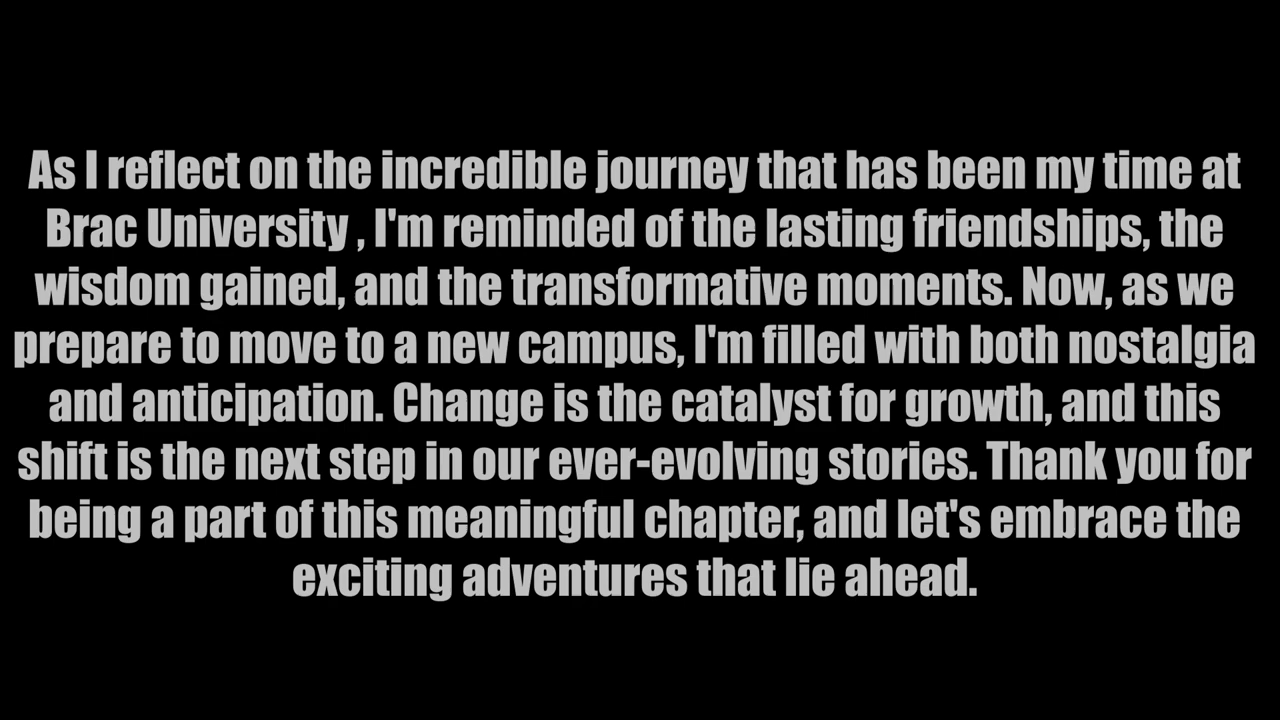 As I reflect on the incredible journey that has been my time at
Brac University , I'm reminded of the lasting friendships, the
wisdom gained, and the transformative moments. Now, as we
prepare to move to a new campus, I'm filled with both nostalgia
and anticipation. Change is the catalyst for growth, and this
shift is the next step in our ever-evolving stories. Thank you for
being a part of this meaningful chapter, and let's embrace the
exciting adventures that lie ahead.